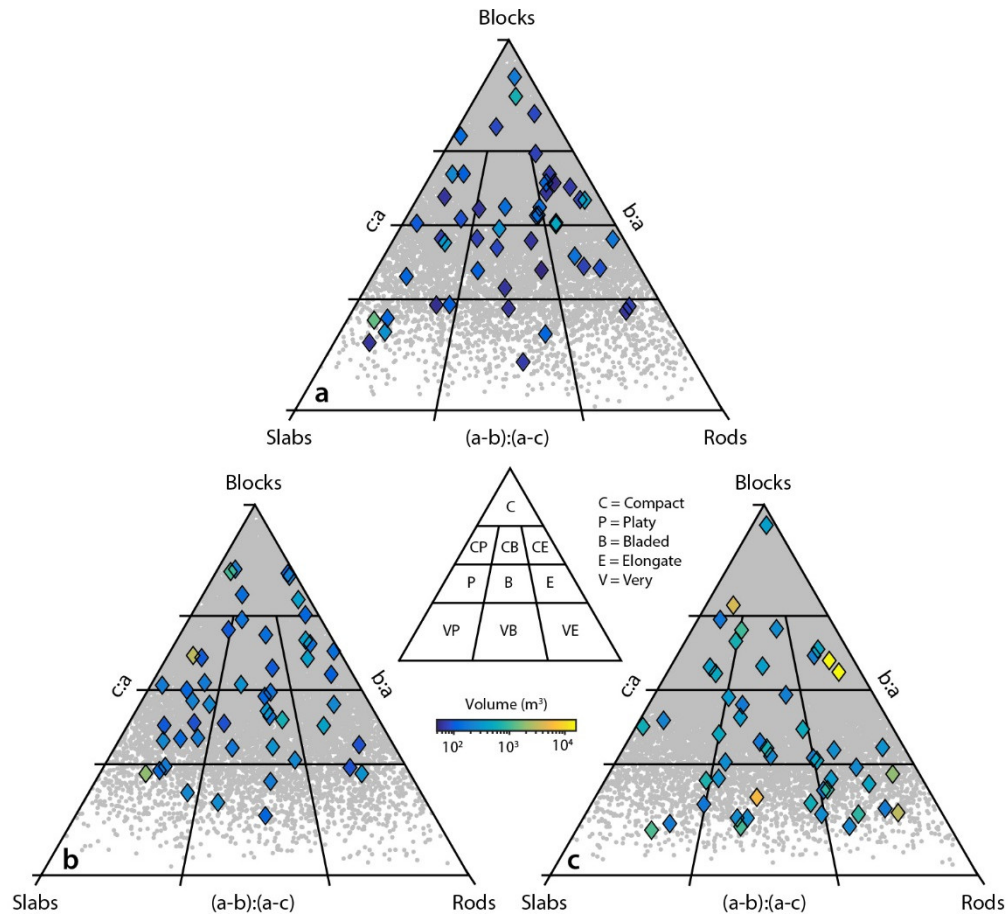 Blocks
c:a
b:a
a
Slabs
(a-b):(a-c)
Rods
Blocks
Blocks
C
C = Compact
P = Platy
B = Bladed
E = Elongate
V = Very
CP CB CE
P B E
VP VB VE
c:a
b:a
c:a
b:a
Volume (m³)
10² 10³ 10⁴
b
c
Slabs
(a-b):(a-c)
Rods
Slabs
(a-b):(a-c)
Rods